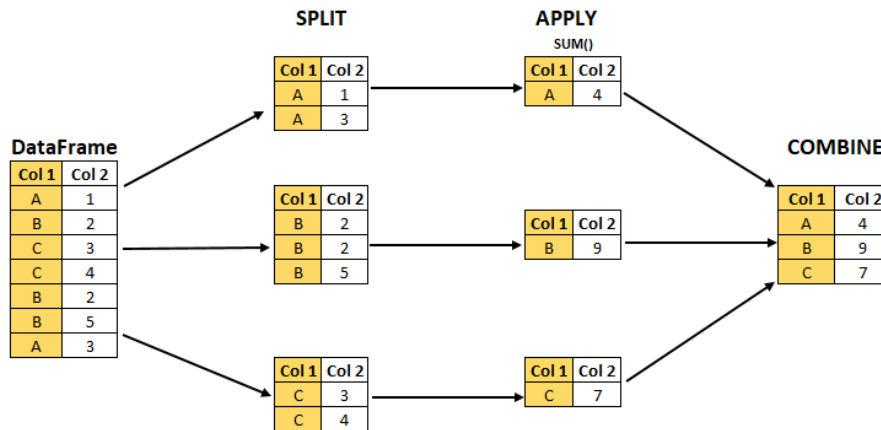 SPLIT
APPLY
SUM()
DataFrame
Col 1 Col 2
A 1
B 2
C 3
C 4
B 2
B 5
A 3
Col 1 Col 2
A 1
A 3
Col 1 Col 2
B 2
B 2
B 5
Col 1 Col 2
C 3
C 4
Col 1 Col 2
A 4
Col 1 Col 2
B 9
Col 1 Col 2
C 7
COMBINE
Col 1 Col 2
A 4
B 9
C 7